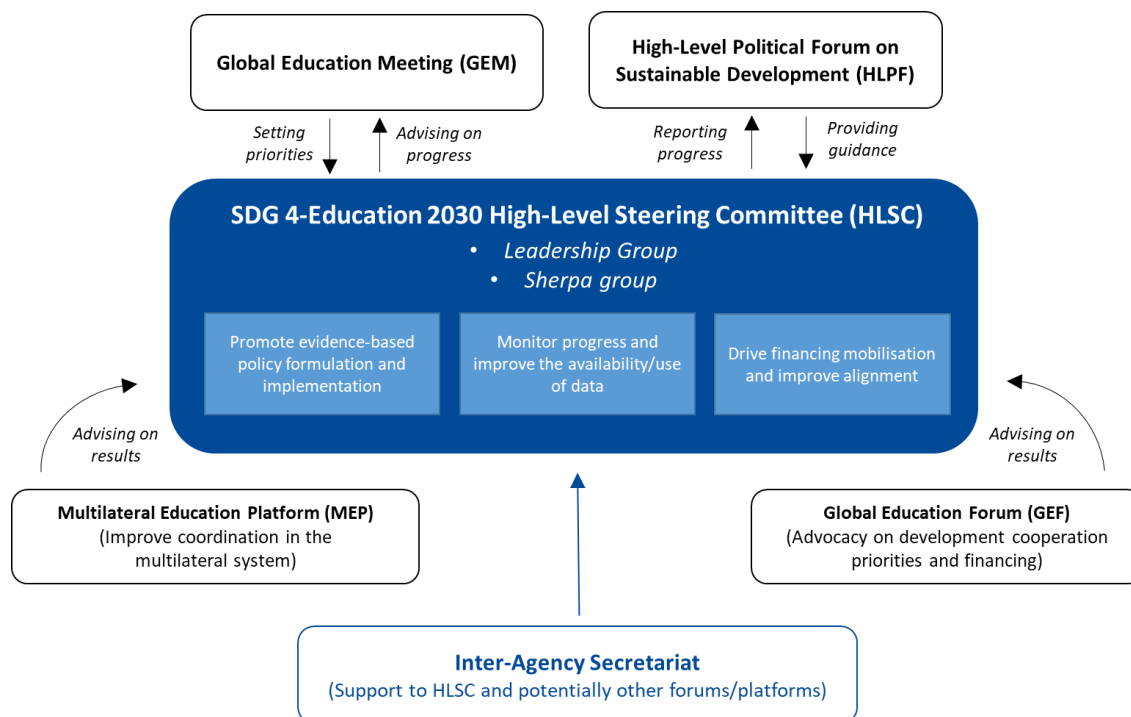 Global Education Meeting (GEM)
High-Level Political Forum on
Sustainable Development (HLPF)
Setting
priorities
Advising on
progress
Reporting
progress
Providing
guidance
SDG 4-Education 2030 High-Level Steering Committee (HLSC)
• Leadership Group
• Sherpa group
Promote evidence-based
policy formulation and
implementation
Monitor progress and
improve the availability/use
of data
Drive financing mobilisation
and improve alignment
Advising on
results
Advising on
results
Multilateral Education Platform (MEP)
(Improve coordination in the
multilateral system)
Global Education Forum (GEF)
(Advocacy on development cooperation
priorities and financing)
Inter-Agency Secretariat
(Support to HLSC and potentially other forums/platforms)